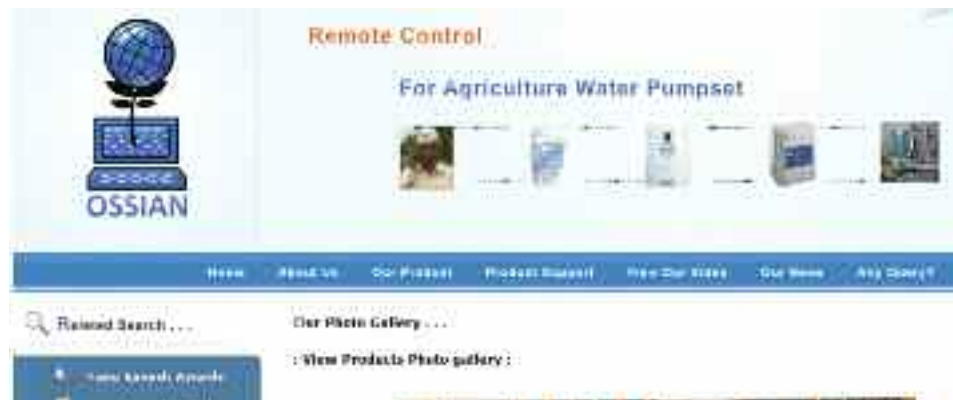 Remote Control
For Agriculture Water Pumpset
OSSIAN
Home About Us Our Product Product Support View Our Video Our News Any Query?
Related Search . . .
Our Photo Gallery . . .
: View Products Photo gallery :
Awards